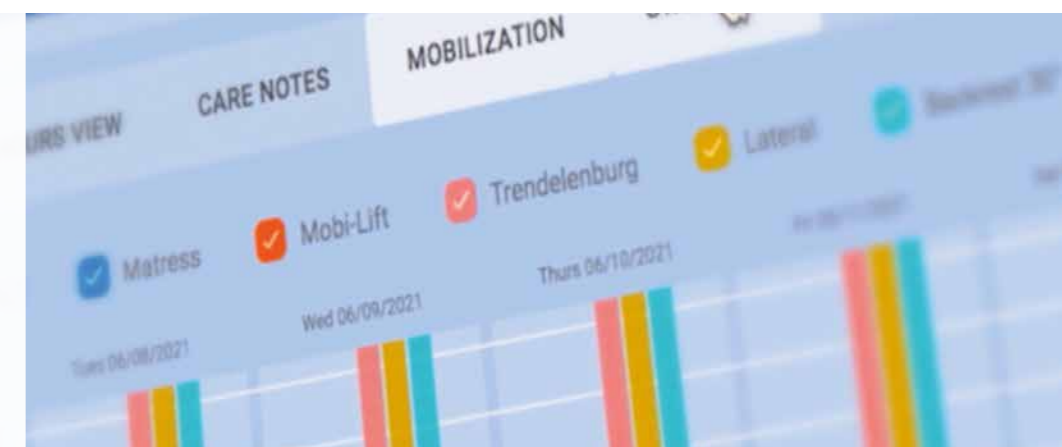 URS VIEW CARE NOTES MOBILIZATION
Matress Mobi-Lift Trendelenburg Lateral
Tues 06/08/2021 Wed 06/09/2021 Thurs 06/10/2021